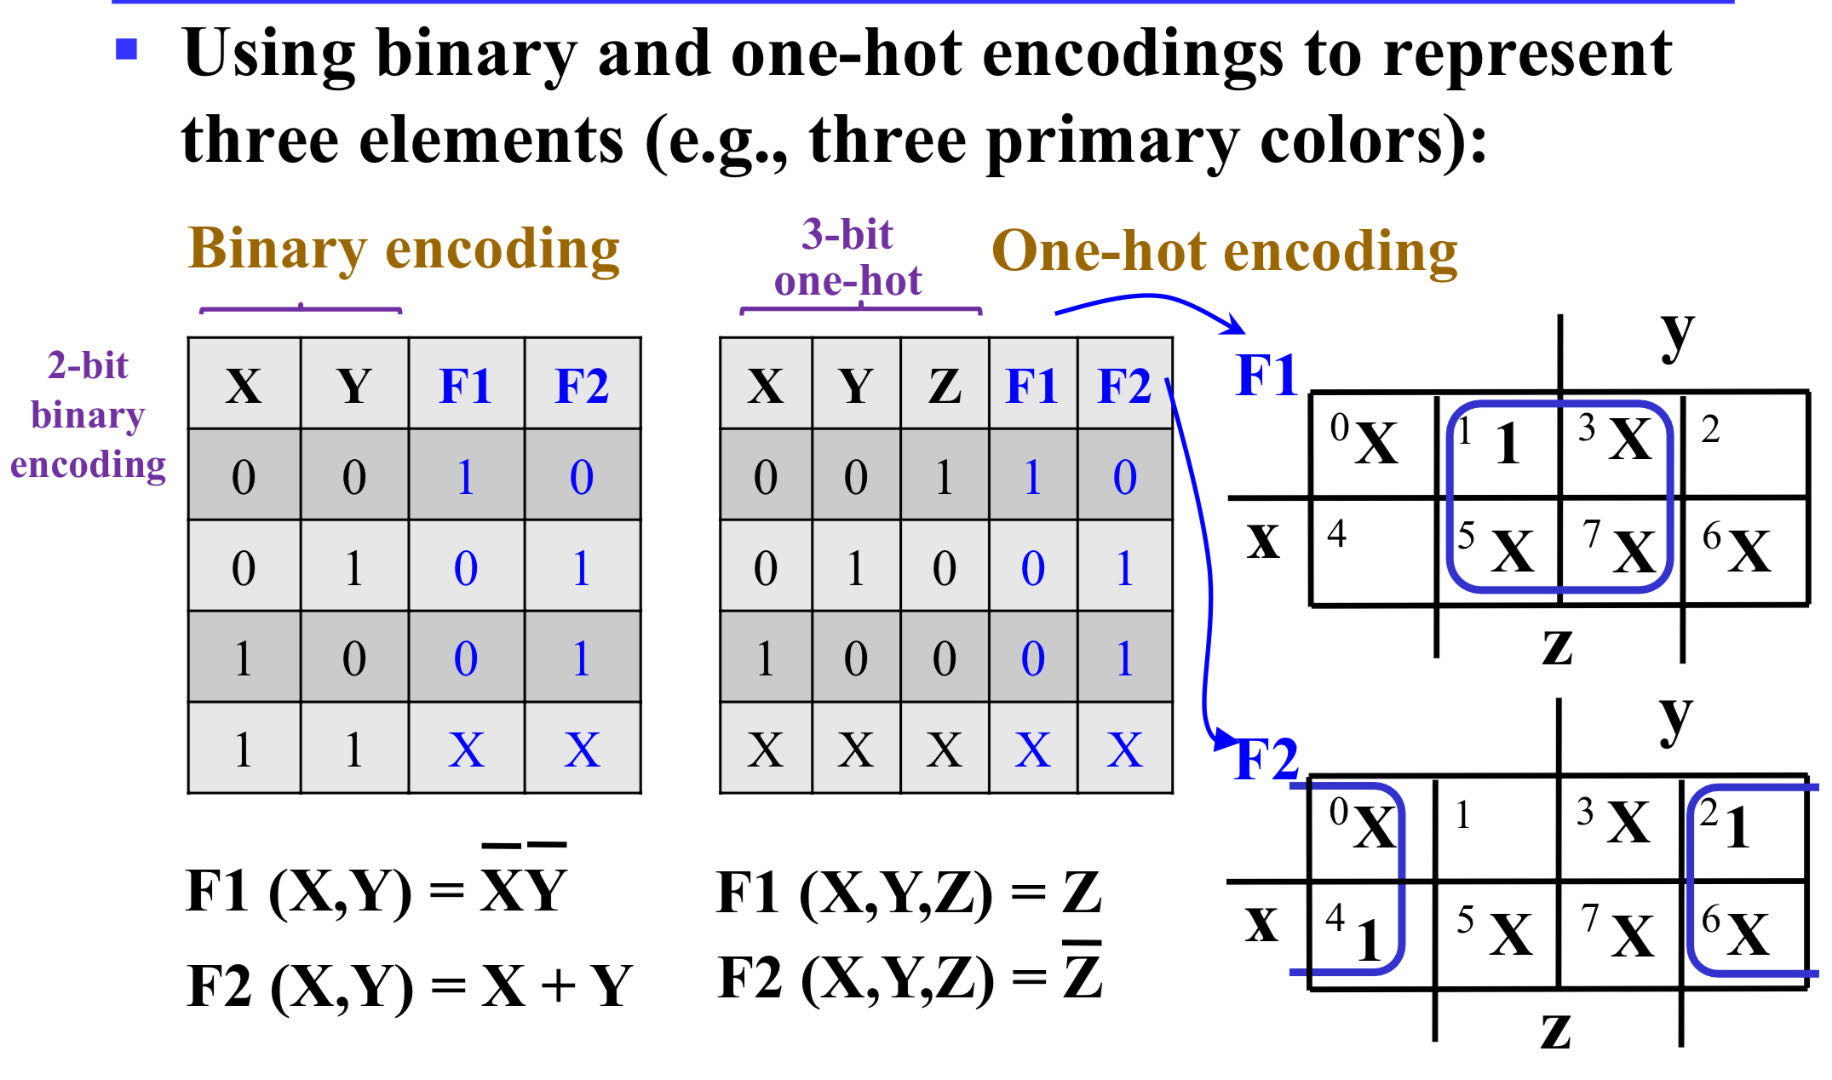 ▪ Using binary and one-hot encodings to represent
three elements (e.g., three primary colors):
Binary encoding
3-bit
one-hot
One-hot encoding
2-bit
binary
encoding
X Y F1 F2
0 0 1 0
0 1 0 1
1 0 0 1
1 1 X X
X Y Z F1 F2
0 0 1 1 0
0 1 0 0 1
1 0 0 0 1
X X X X X
F1 (X,Y) = X̅Y̅
F2 (X,Y) = X + Y
F1 (X,Y,Z) = Z
F2 (X,Y,Z) = Z̅
y
F1
0 X 1 1 3 X 2
x 4 5 X 7 X 6 X
z
y
F2
0 X 1 3 X 2 1
x 4 1 5 X 7 X 6 X
z